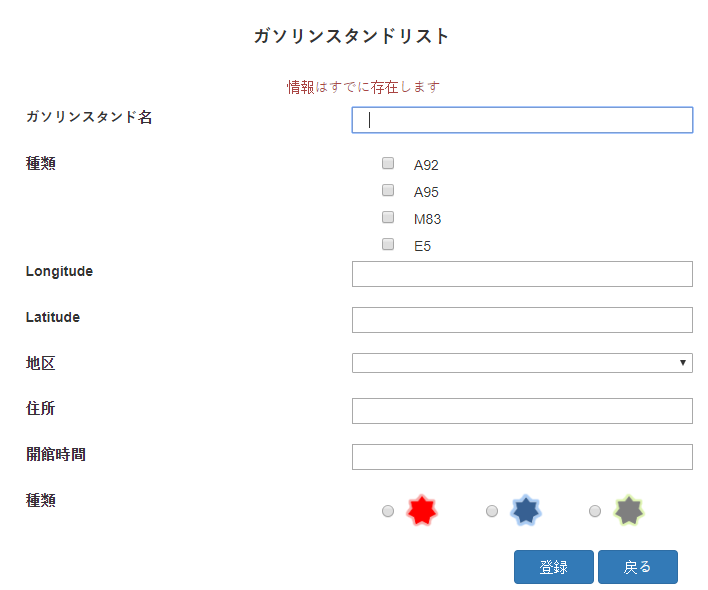 ガソリンスタンドリスト
情報はすでに存在します
ガソリンスタンド名
種類
A92
A95
M83
E5
Longitude
Latitude
地区
住所
開館時間
種類
登録 戻る